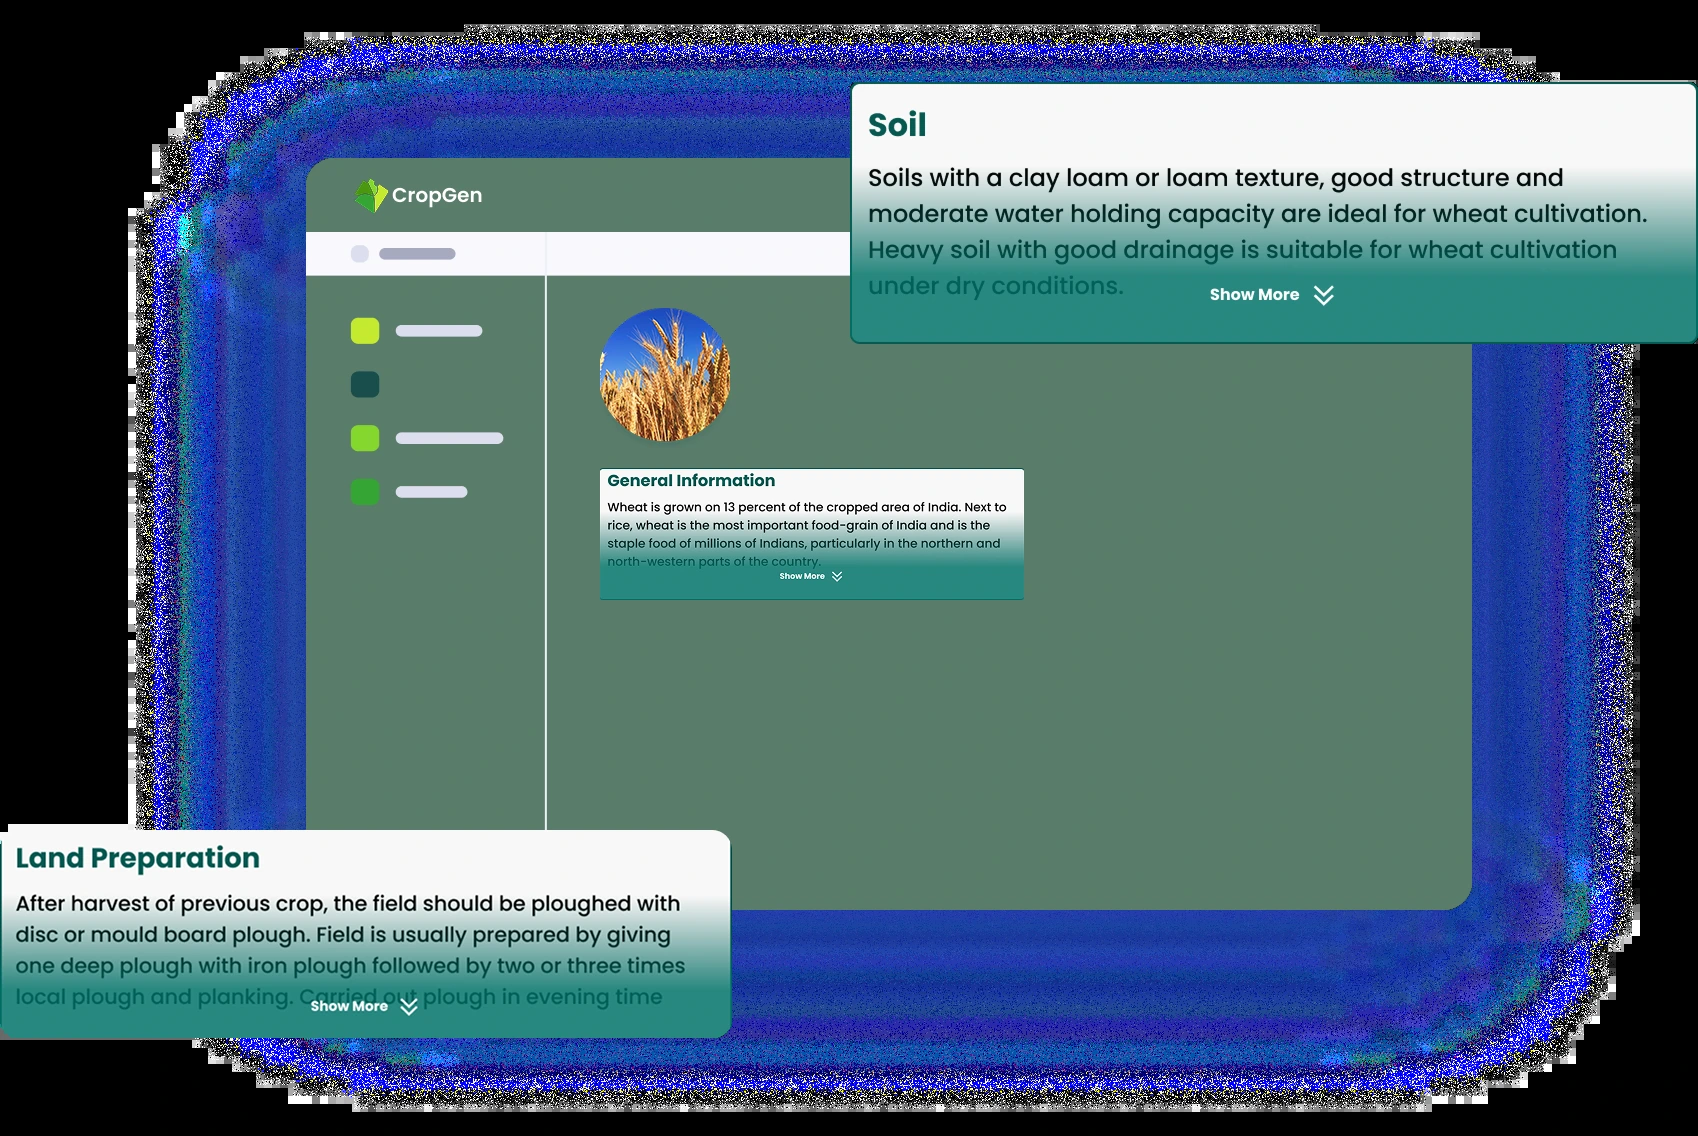 CropGen
Soil
Soils with a clay loam or loam texture, good structure and
moderate water holding capacity are ideal for wheat cultivation.
Heavy soil with good drainage is suitable for wheat cultivation
under dry conditions.
Show More
General Information
Wheat is grown on 13 percent of the cropped area of India. Next to
rice, wheat is the most important food-grain of India and is the
staple food of millions of Indians, particularly in the northern and
north-western parts of the country.
Show More
Land Preparation
After harvest of previous crop, the field should be ploughed with
disc or mould board plough. Field is usually prepared by giving
one deep plough with iron plough followed by two or three times
local plough and planking. Carried out plough in evening time
Show More